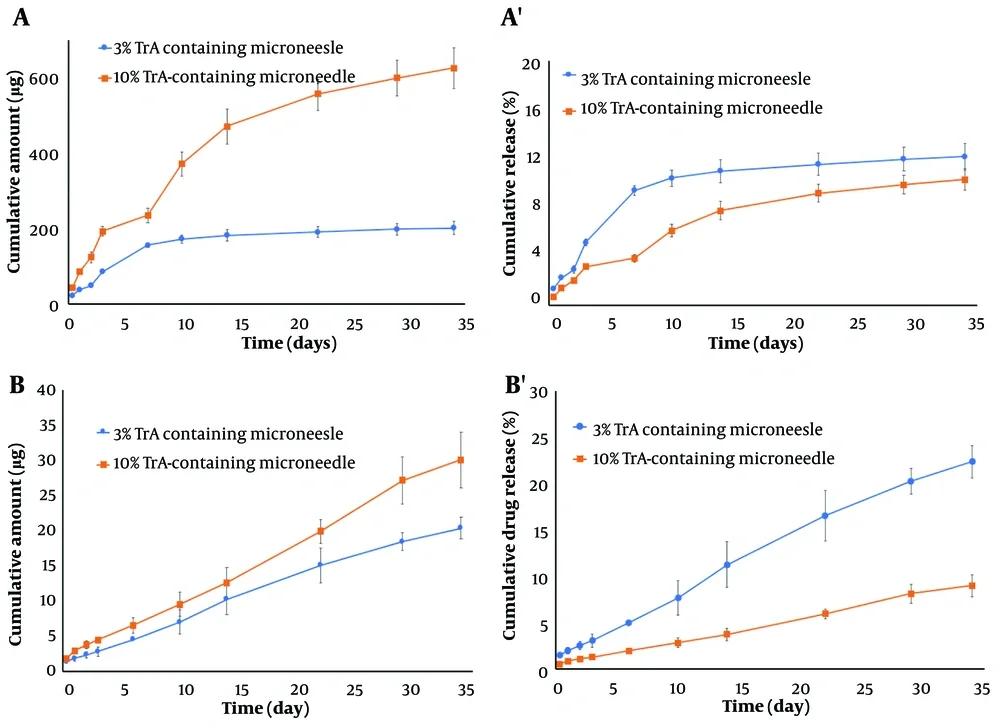 A
Cumulative amount (µg)
600
400
200
0
3% TrA containing microneesle
10% TrA-containing microneedle
0 5 10 15 20 25 30 35
Time (days)
A'
Cumulative release (%)
20
16
12
8
4
0
3% TrA containing microneesle
10% TrA-containing microneedle
0 5 10 15 20 25 30 35
Time (days)
B
Cumulative amount (µg)
40
35
30
25
20
15
10
5
0
3% TrA containing microneesle
10% TrA-containing microneedle
0 5 10 15 20 25 30 35
Time (day)
B'
Cumulative drug release (%)
30
25
20
15
10
5
0
3% TrA containing microneesle
10% TrA-containing microneedle
0 5 10 15 20 25 30 35
Time (day)